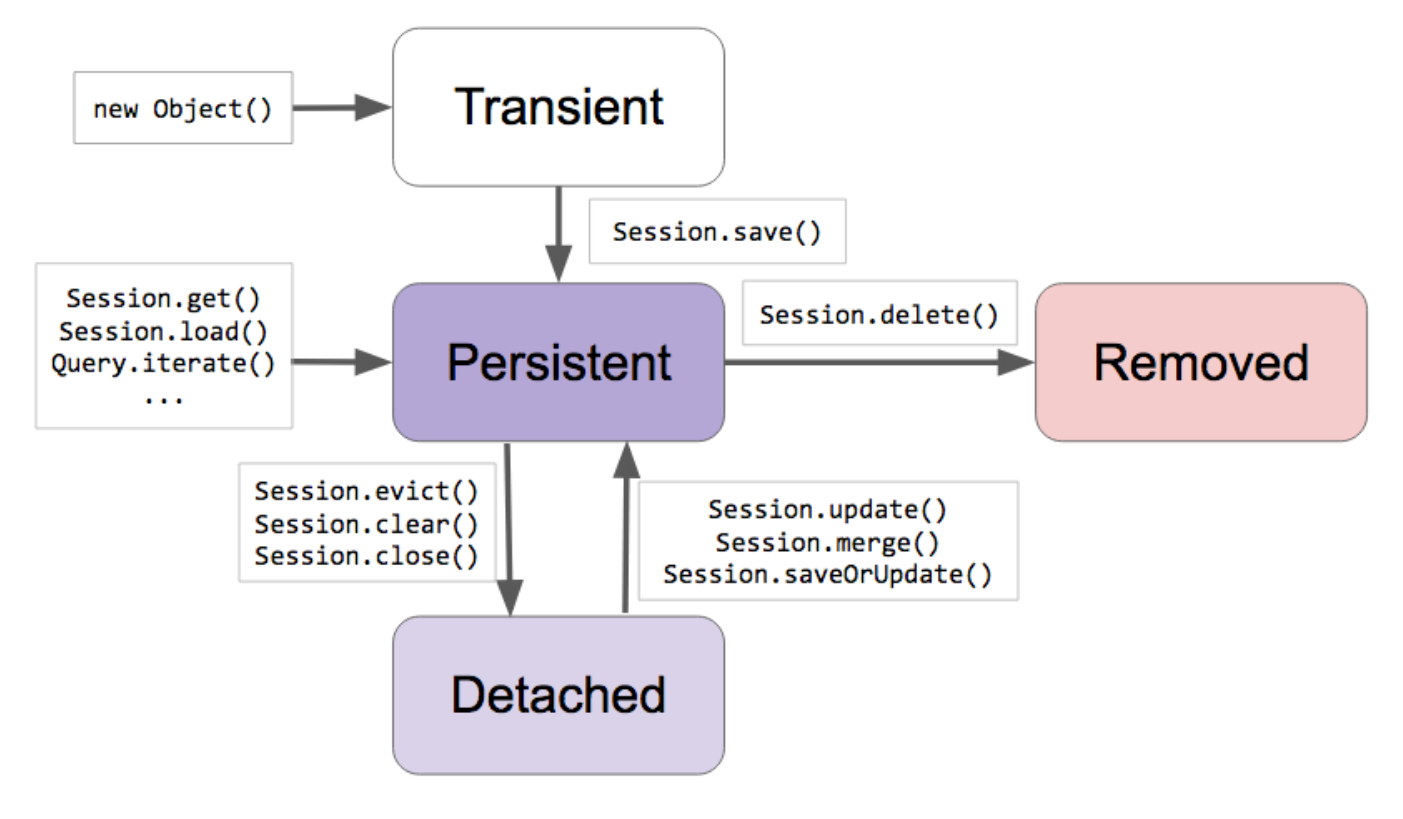 Transient
new Object()
Session.save()
Session.get()
Session.load()
Query.iterate()
...
Persistent
Session.delete()
Removed
Session.evict()
Session.clear()
Session.close()
Session.update()
Session.merge()
Session.saveOrUpdate()
Detached